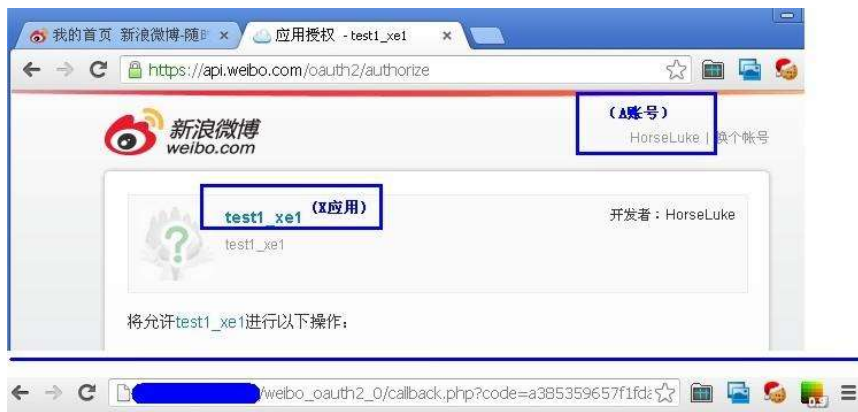 我的首页 新浪微博-随
应用授权 - test1_xe1
https://api.weibo.com/oauth2/authorize
(A账号)
新浪微博
weibo.com
HorseLuke | 换个帐号
(X应用)
test1_xe1
开发者：HorseLuke
test1_xe1
将允许test1_xe1进行以下操作：
/weibo_oauth2_0/callback.php?code=a385359657f1fd
0.9